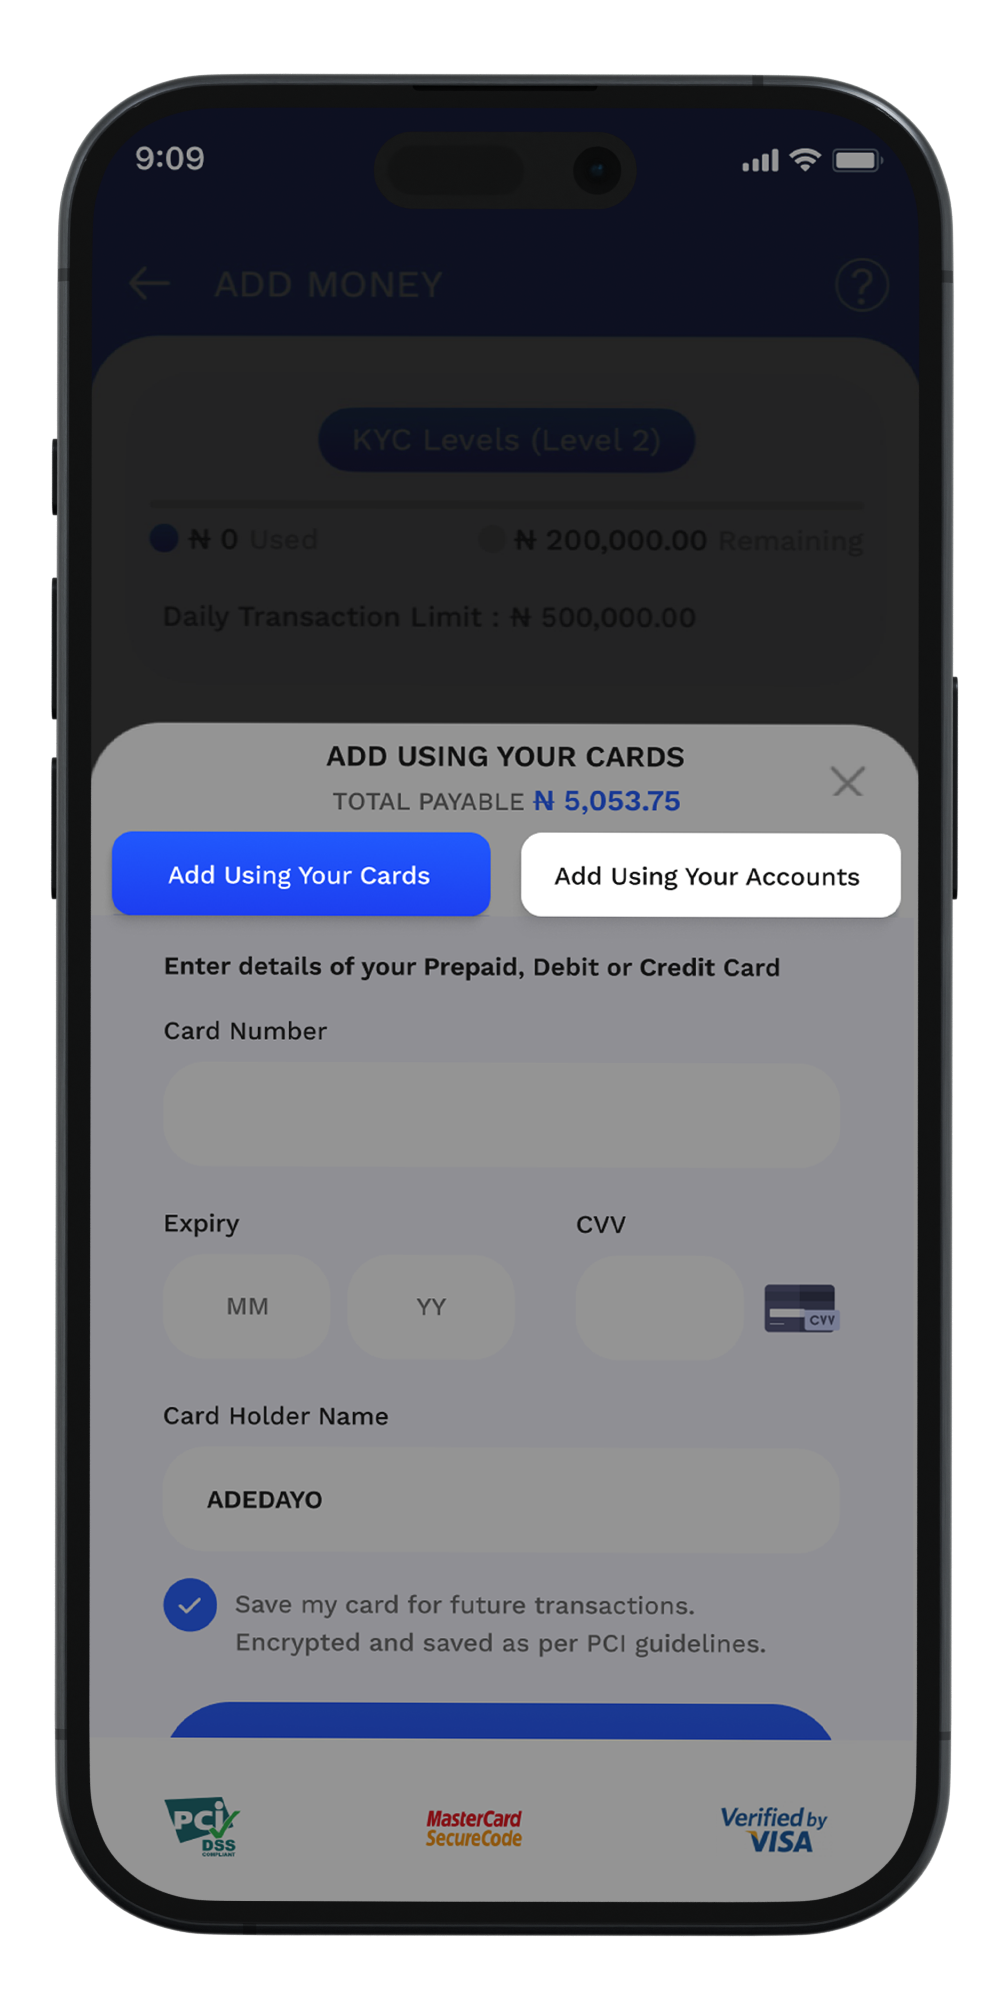 9:09
ADD MONEY ?
KYC Levels (Level 2)
₦ 0 Used ₦ 200,000.00 Remaining
Daily Transaction Limit : ₦ 500,000.00
ADD USING YOUR CARDS
TOTAL PAYABLE ₦ 5,053.75
Add Using Your Cards Add Using Your Accounts
Enter details of your Prepaid, Debit or Credit Card
Card Number
Expiry CVV
MM YY CVV
Card Holder Name
ADEDAYO
Save my card for future transactions.
Encrypted and saved as per PCI guidelines.
PCI DSS COMPLIANT
MasterCard SecureCode
Verified by VISA